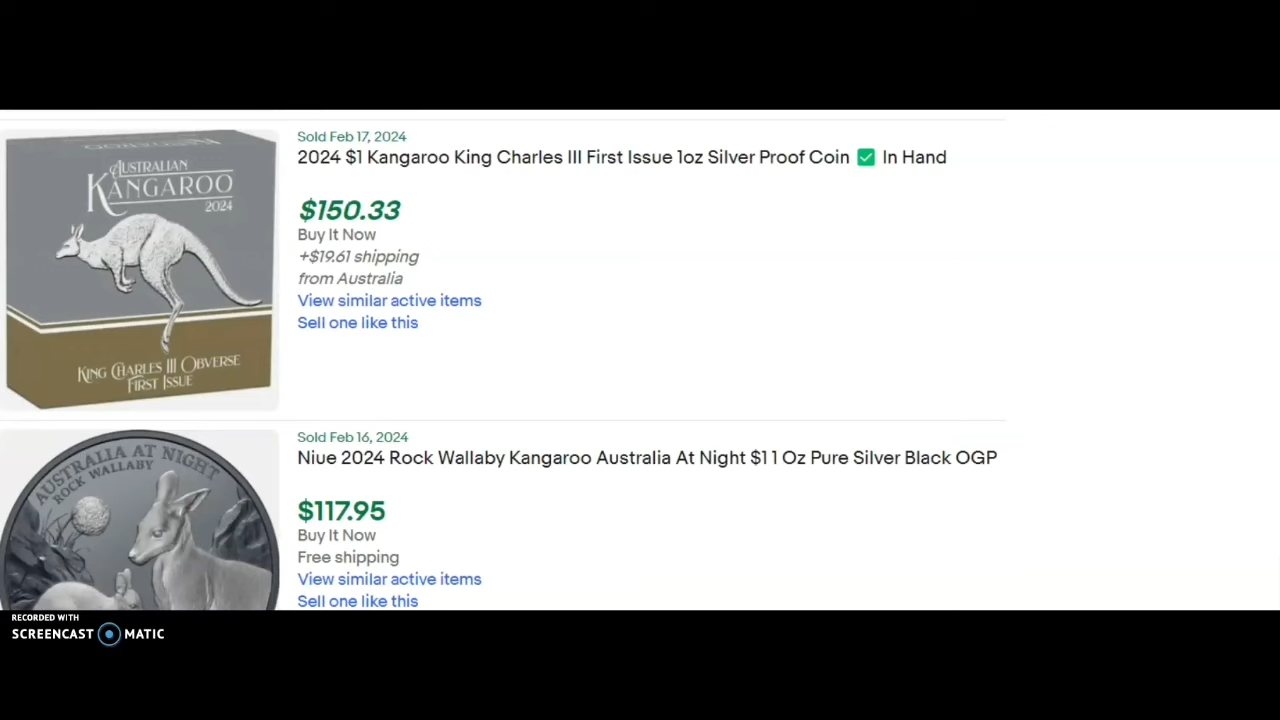 AUSTRALIAN
KANGAROO
2024
KING CHARLES III OBVERSE
FIRST ISSUE
Sold Feb 17, 2024
2024 $1 Kangaroo King Charles III First Issue 1oz Silver Proof Coin ✅ In Hand
$150.33
Buy It Now
+$19.61 shipping
from Australia
View similar active items
Sell one like this
AUSTRALIA AT NIGHT
ROCK WALLABY
Sold Feb 16, 2024
Niue 2024 Rock Wallaby Kangaroo Australia At Night $1 1 Oz Pure Silver Black OGP
$117.95
Buy It Now
Free shipping
View similar active items
Sell one like this
RECORDED WITH
SCREENCAST MATIC